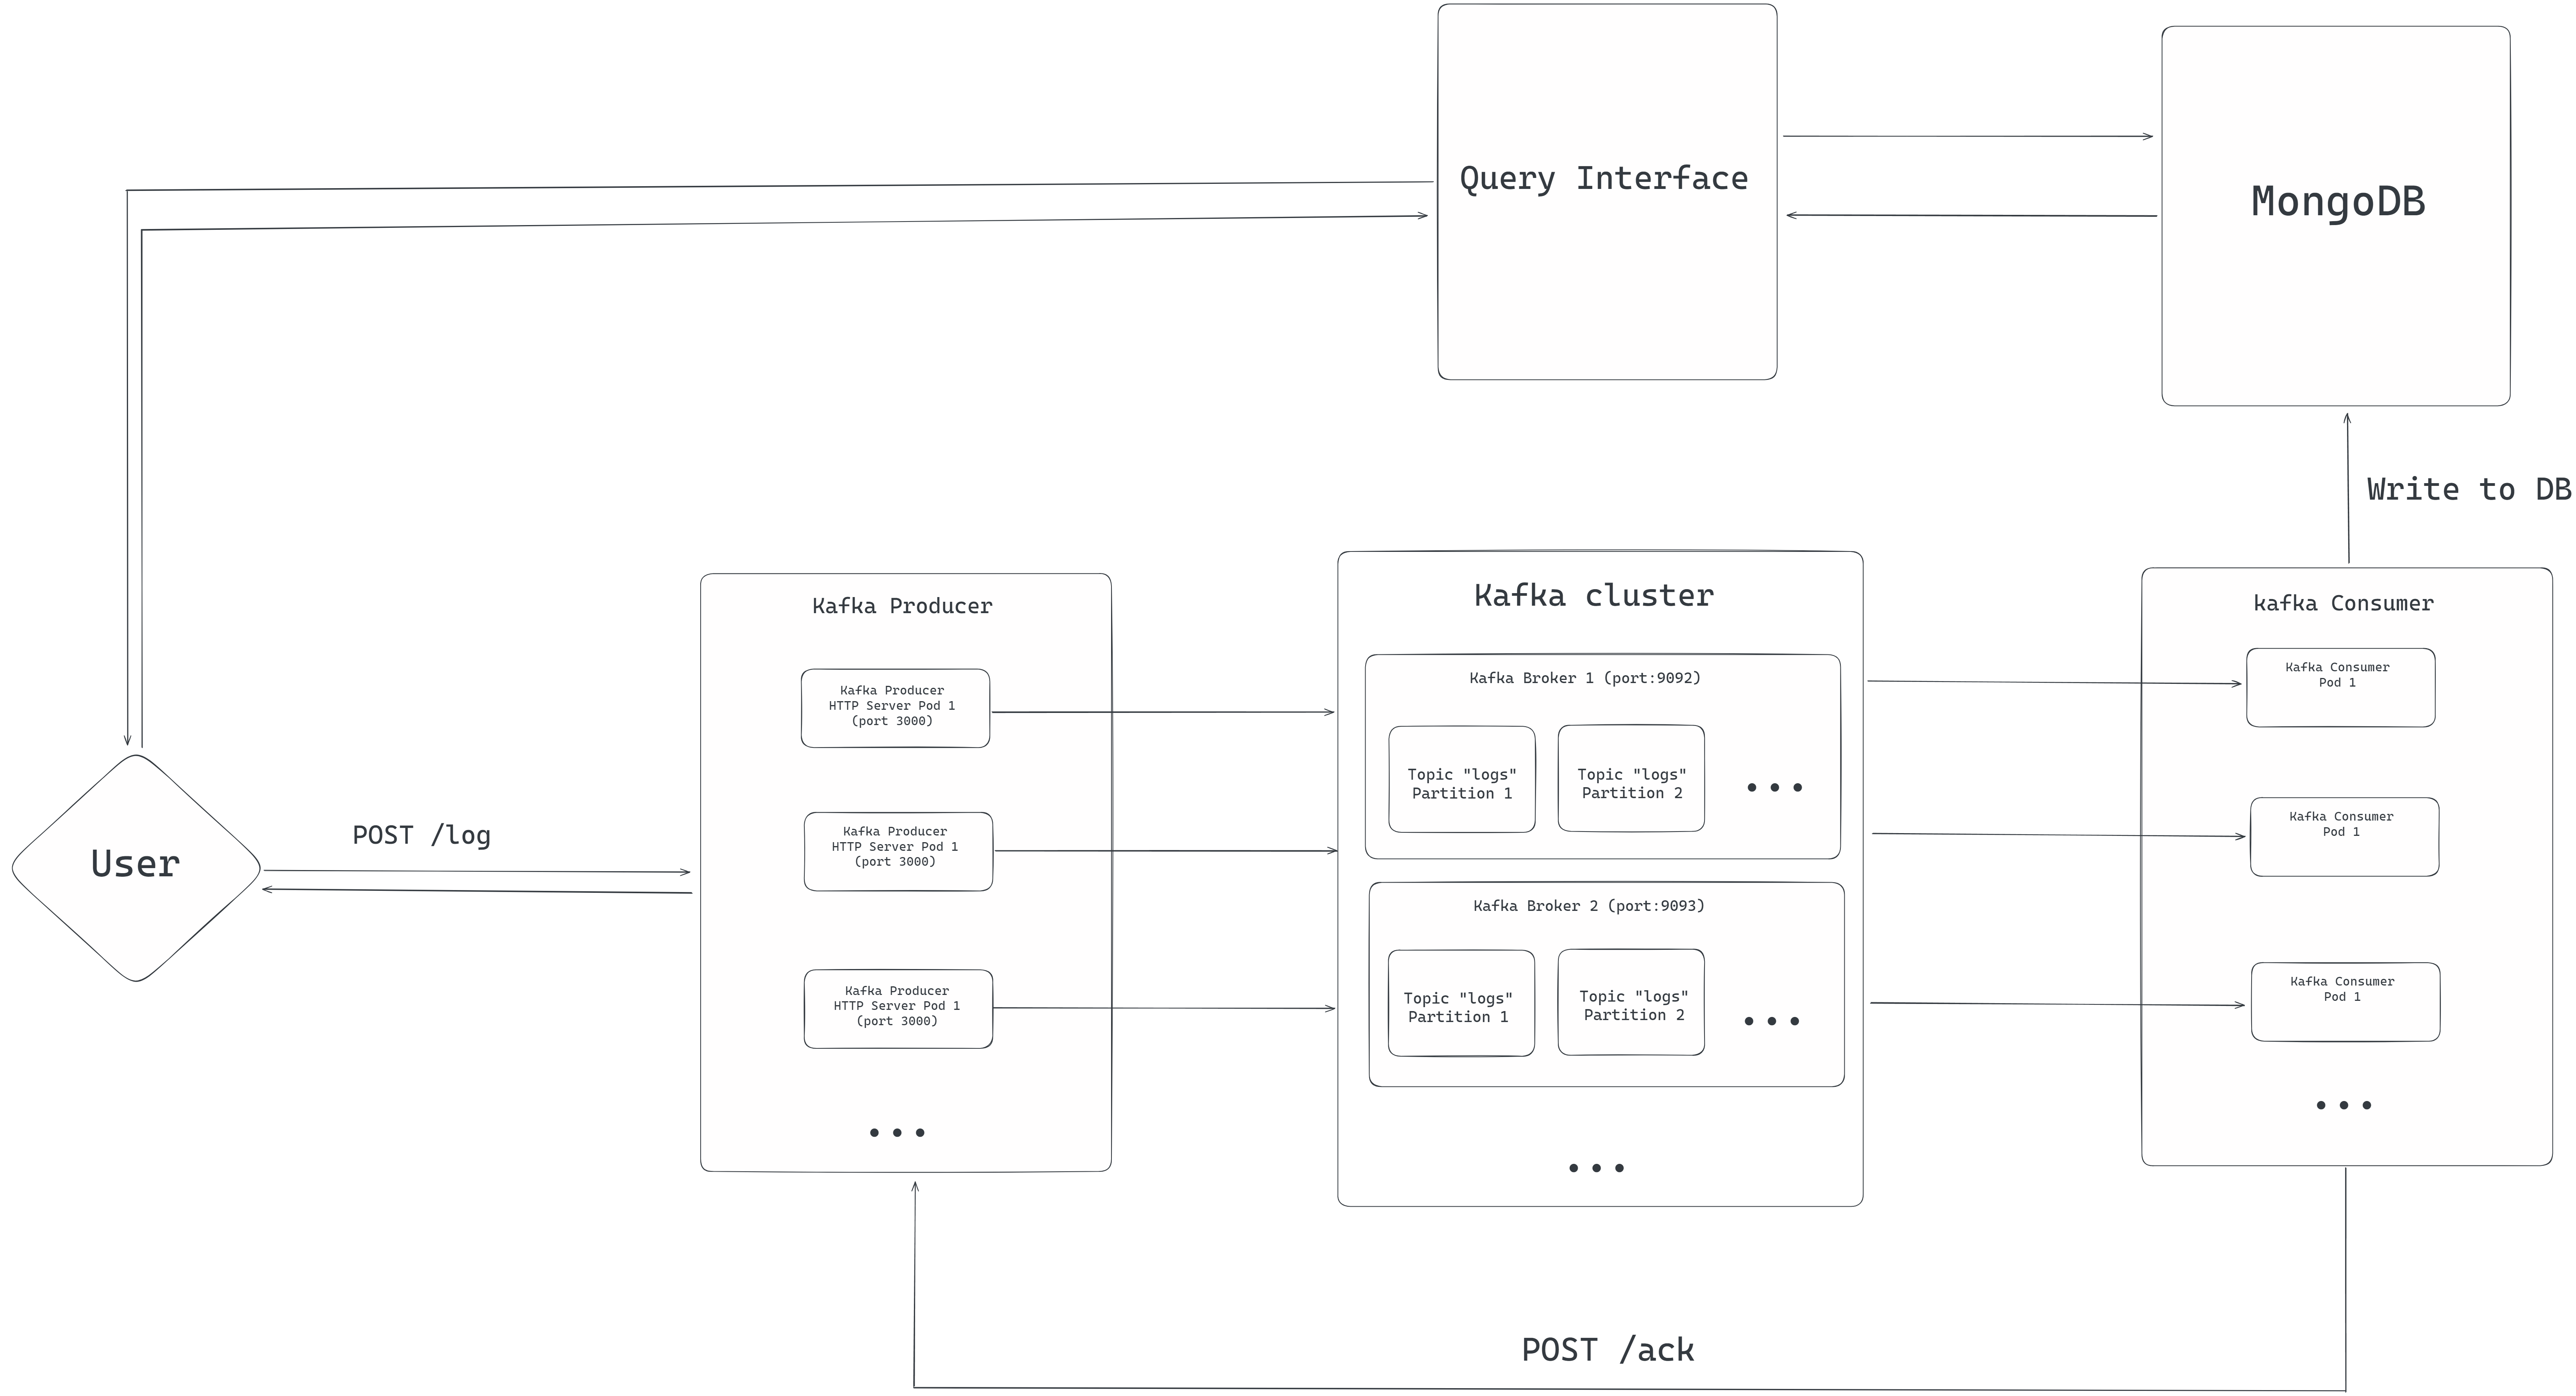 Query Interface
MongoDB
Write to DB
User
POST /log
Kafka Producer
Kafka Producer
HTTP Server Pod 1
(port 3000)
Kafka Producer
HTTP Server Pod 1
(port 3000)
Kafka Producer
HTTP Server Pod 1
(port 3000)
...
Kafka cluster
Kafka Broker 1 (port:9092)
Topic "logs"
Partition 1
Topic "logs"
Partition 2
...
Kafka Broker 2 (port:9093)
Topic "logs"
Partition 1
Topic "logs"
Partition 2
...
...
kafka Consumer
Kafka Consumer
Pod 1
Kafka Consumer
Pod 1
Kafka Consumer
Pod 1
...
POST /ack